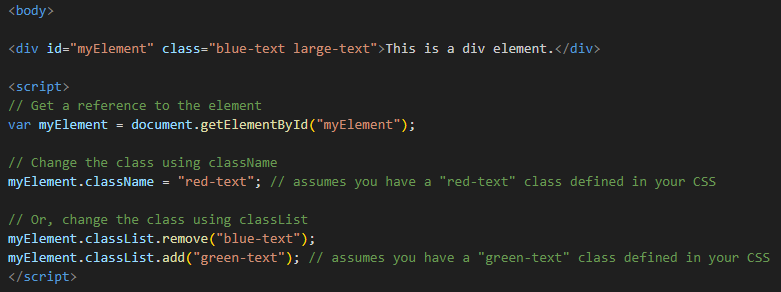 <body>
<div id="myElement" class="blue-text large-text">This is a div element.</div>
<script>
// Get a reference to the element
var myElement = document.getElementById("myElement");
// Change the class using className
myElement.className = "red-text"; // assumes you have a "red-text" class defined in your CSS
// Or, change the class using classList
myElement.classList.remove("blue-text");
myElement.classList.add("green-text"); // assumes you have a "green-text" class defined in your CSS
</script>